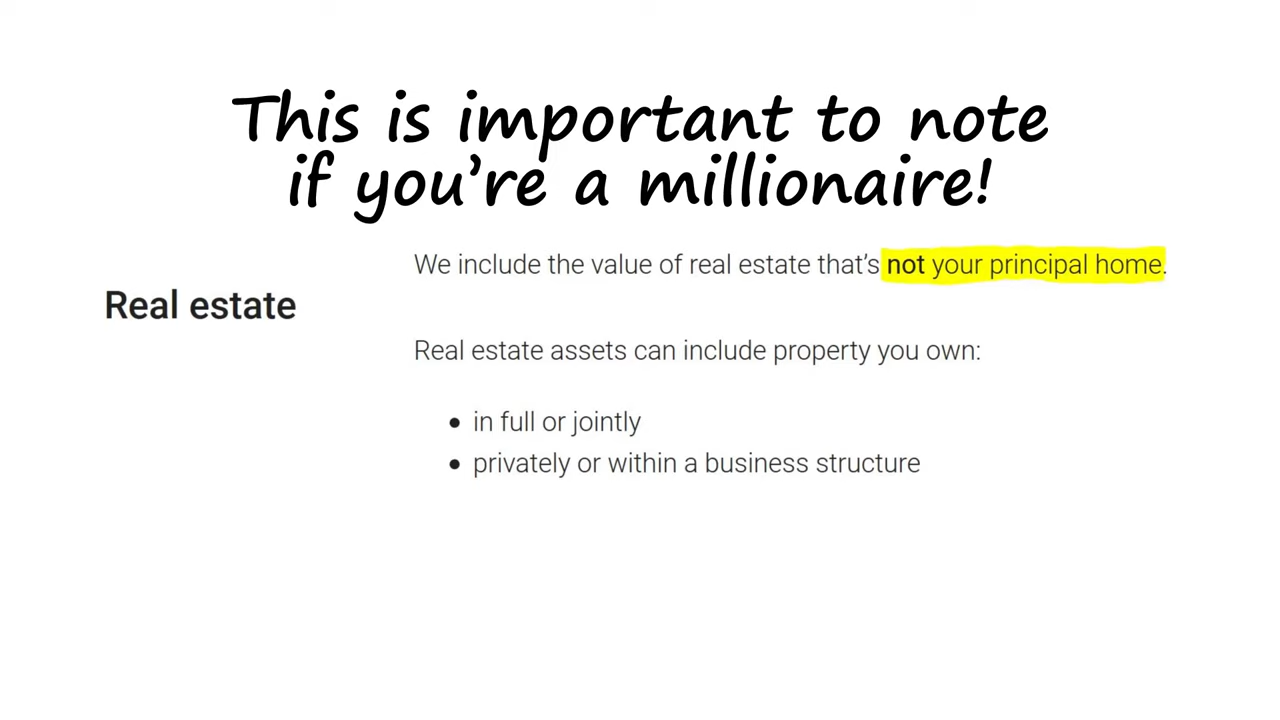 This is important to note
if you're a millionaire!
We include the value of real estate that's not your principal home.
Real estate
Real estate assets can include property you own:
• in full or jointly
• privately or within a business structure